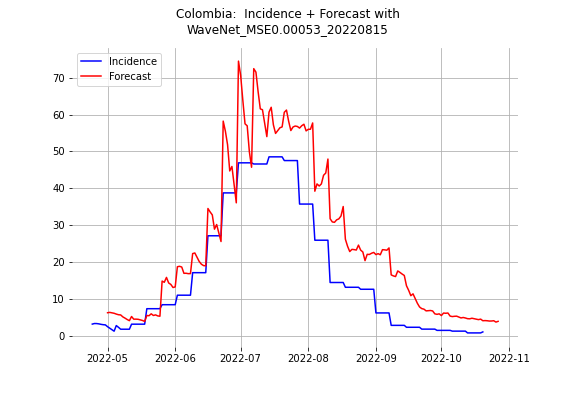 Colombia:  Incidence + Forecast with
WaveNet_MSE0.00053_20220815
Incidence
Forecast
70
60
50
40
30
20
10
0
2022-05 2022-06 2022-07 2022-08 2022-09 2022-10 2022-11